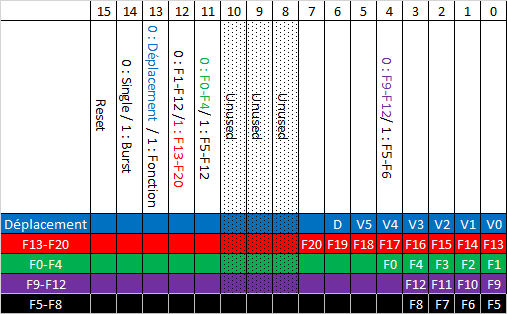 15 14 13 12 11 10 9 8 7 6 5 4 3 2 1 0
Reset
0 : Single / 1 : Burst
0 : Déplacement / 1 : Fonction
0 : F1-F12 /1 : F13-F20
0 : F0-F4/ 1 : F5-F12
Unused
Unused
Unused
0 : F9-F12/ 1 : F5-F6
Déplacement D V5 V4 V3 V2 V1 V0
F13-F20 F20 F19 F18 F17 F16 F15 F14 F13
F0-F4 F0 F4 F3 F2 F1
F9-F12 F12 F11 F10 F9
F5-F8 F8 F7 F6 F5